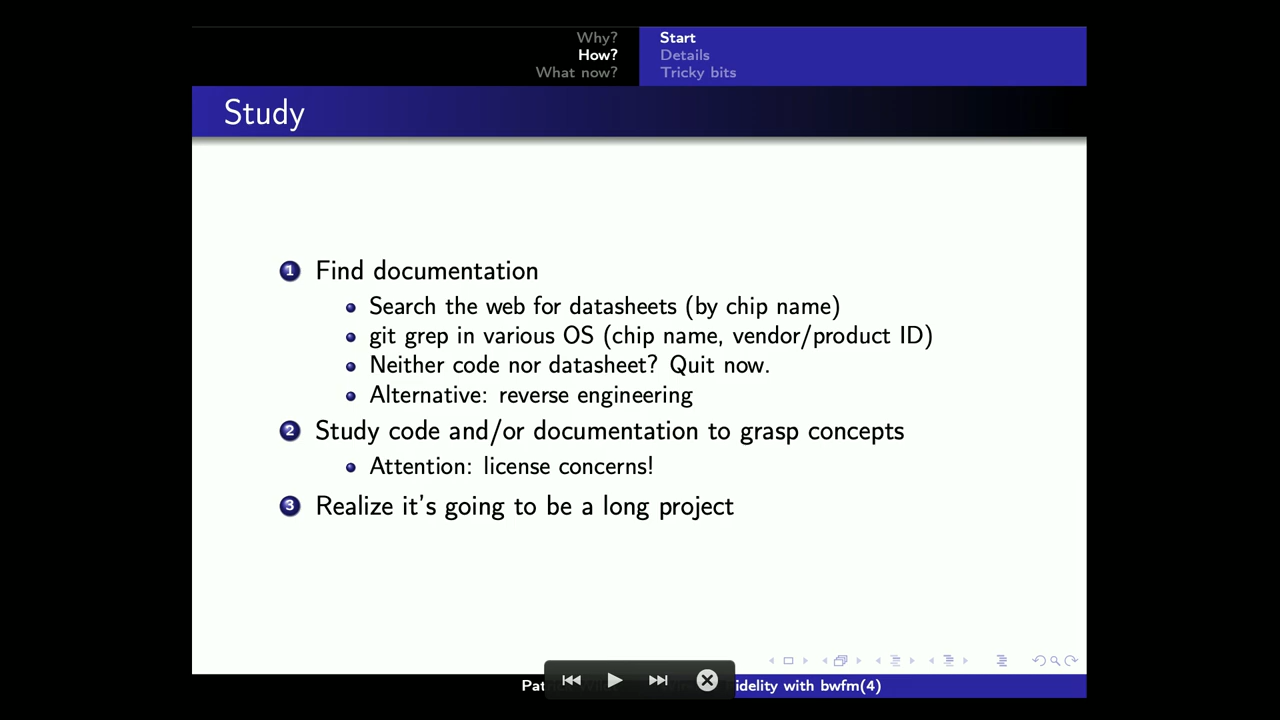 Why?
How?
What now?
Start
Details
Tricky bits
Study
1 Find documentation
Search the web for datasheets (by chip name)
git grep in various OS (chip name, vendor/product ID)
Neither code nor datasheet? Quit now.
Alternative: reverse engineering
2 Study code and/or documentation to grasp concepts
Attention: license concerns!
3 Realize it's going to be a long project
with bwfm(4)